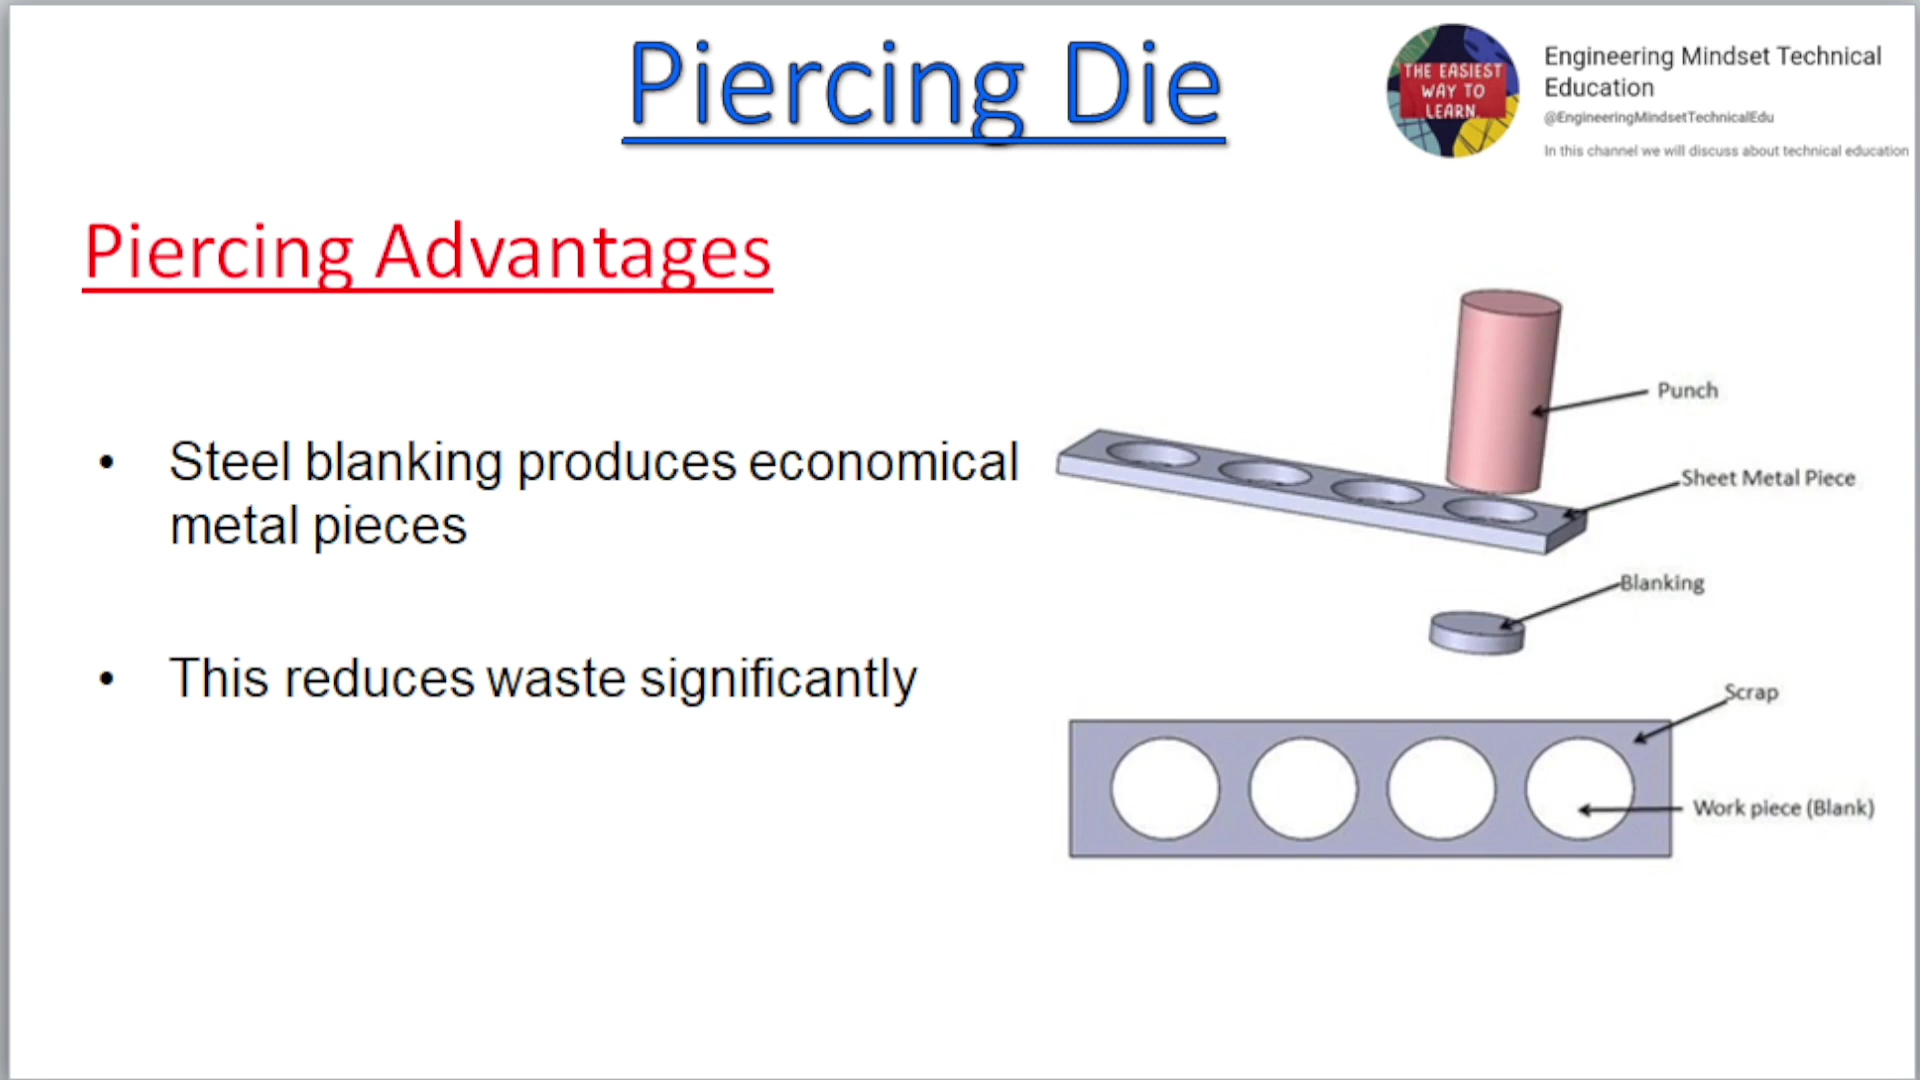 Piercing Die
THE EASIEST
WAY TO
LEARN.
Engineering Mindset Technical
Education
@EngineeringMindsetTechnicalEdu
In this channel we will discuss about technical education
Piercing Advantages
• Steel blanking produces economical
metal pieces
• This reduces waste significantly
Punch
Sheet Metal Piece
Blanking
Scrap
Work piece (Blank)